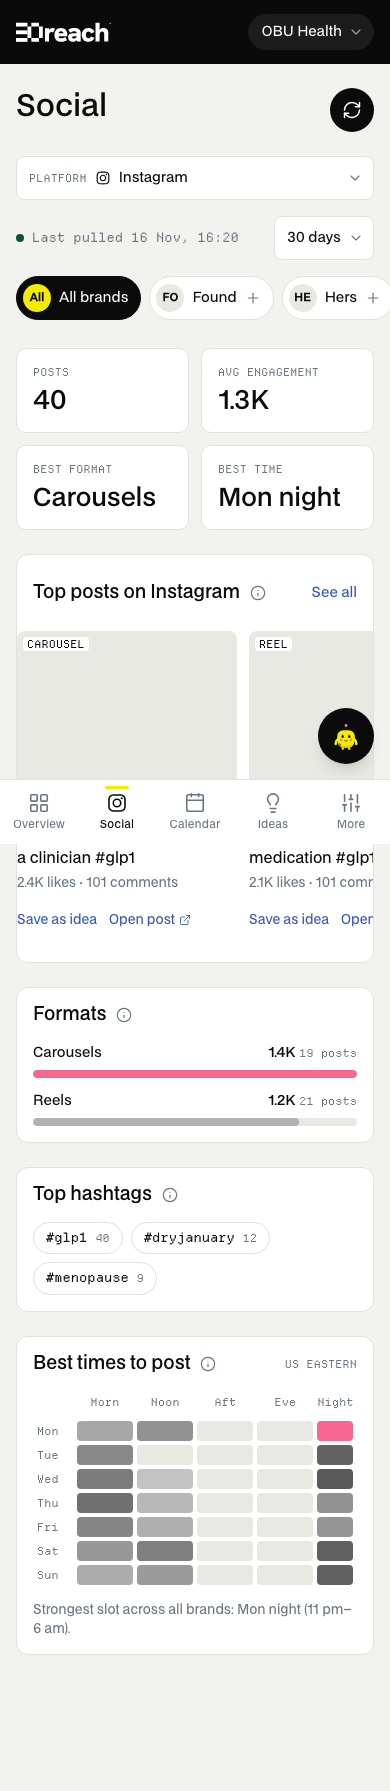 reach
OBU Health
Social
PLATFORM Instagram
Last pulled 16 Nov, 16:20
30 days
All All brands
FO Found
HE Hers
POSTS
40
AVG ENGAGEMENT
1.3K
BEST FORMAT
Carousels
BEST TIME
Mon night
Top posts on Instagram
See all
CAROUSEL
REEL
Overview
Social
Calendar
Ideas
More
a clinician #glp1
2.4K likes · 101 comments
Save as idea Open post
medication #glp1
2.1K likes · 101 comm
Save as idea Open
Formats
Carousels 1.4K 19 posts
Reels 1.2K 21 posts
Top hashtags
#glp1 40
#dryjanuary 12
#menopause 9
Best times to post
US EASTERN
Morn Noon Aft Eve Night
Mon
Tue
Wed
Thu
Fri
Sat
Sun
Strongest slot across all brands: Mon night (11 pm–
6 am).